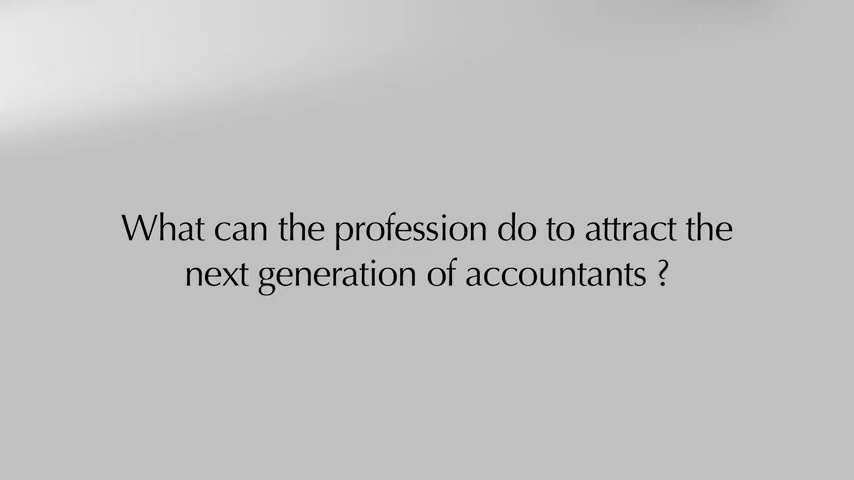 What can the profession do to attract the
next generation of accountants ?